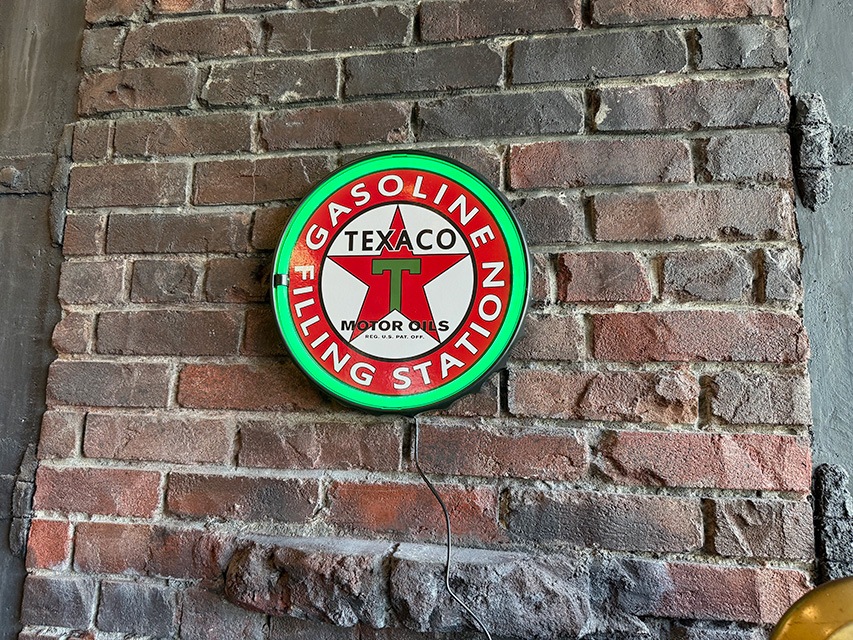 GASOLINE
TEXACO
T
MOTOR OILS
REG. U.S. PAT. OFF.
FILLING STATION